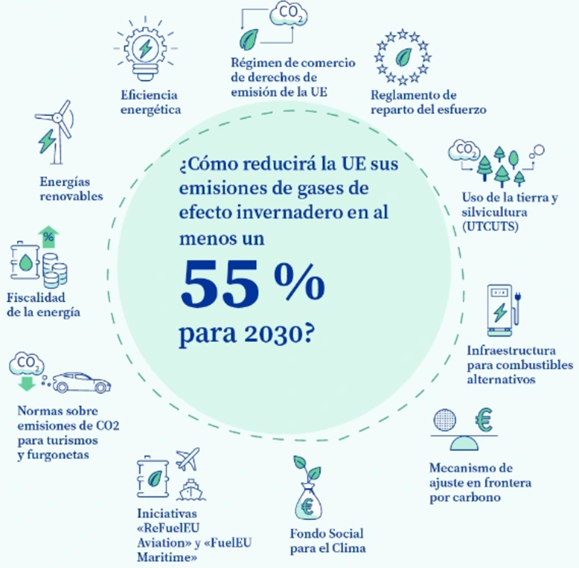 ¿Cómo reducirá la UE sus
emisiones de gases de
efecto invernadero en al
menos un
55 %
para 2030?
CO2
Régimen de comercio
de derechos de
emisión de la UE
Reglamento de
reparto del esfuerzo
CO2
Uso de la tierra y
silvicultura
(UTCUTS)
Infraestructura
para combustibles
alternativos
€
Mecanismo de
ajuste en frontera
por carbono
€
Fondo Social
para el Clima
Iniciativas
«ReFuelEU
Aviation» y «FuelEU
Maritime»
CO2
Normas sobre
emisiones de CO2
para turismos
y furgonetas
%
Fiscalidad
de la energía
Energías
renovables
Eficiencia
energética